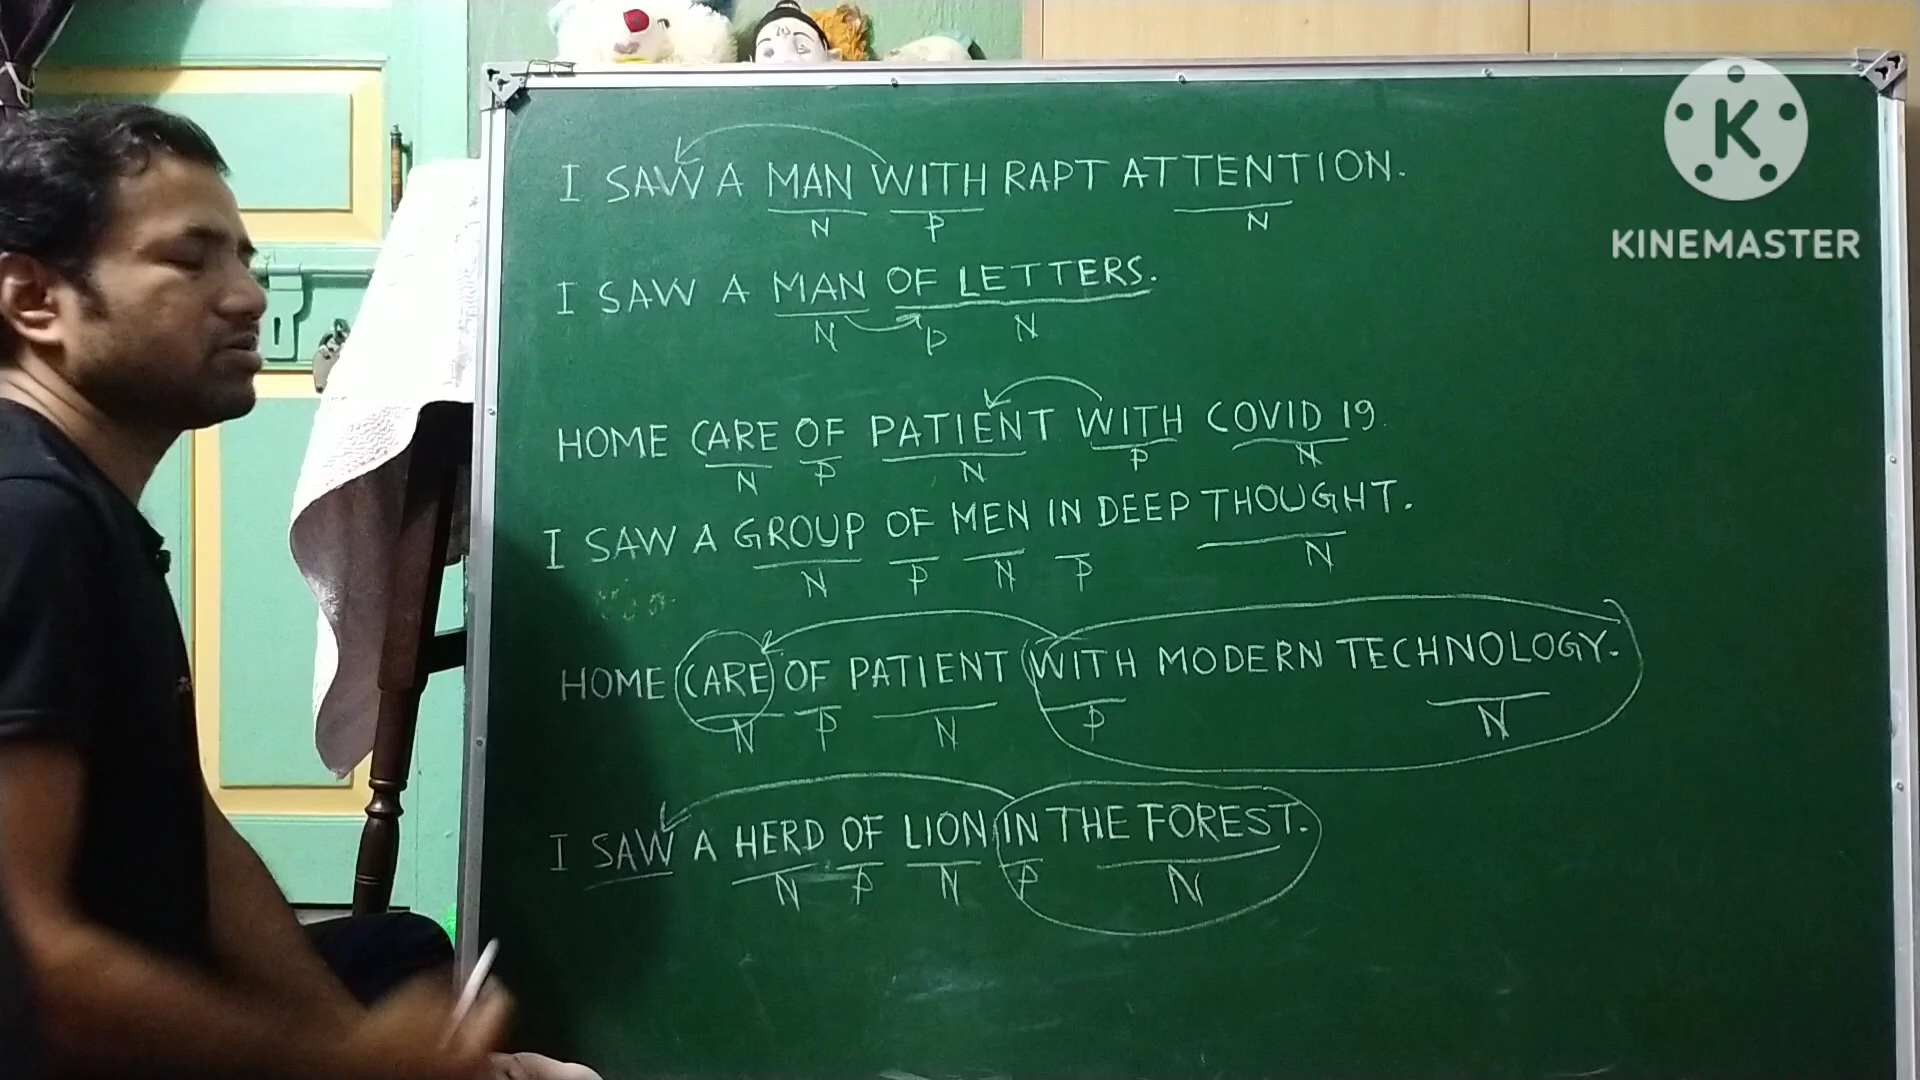 I SAW A MAN WITH RAPT ATTENTION.
N P N
I SAW A MAN OF LETTERS.
N P N
HOME CARE OF PATIENT WITH COVID 19
N P N P N
I SAW A GROUP OF MEN IN DEEP THOUGHT.
N P N P N
HOME CARE OF PATIENT WITH MODERN TECHNOLOGY.
N P N P N
I SAW A HERD OF LION IN THE FOREST.
N P N P N
K
KINEMASTER